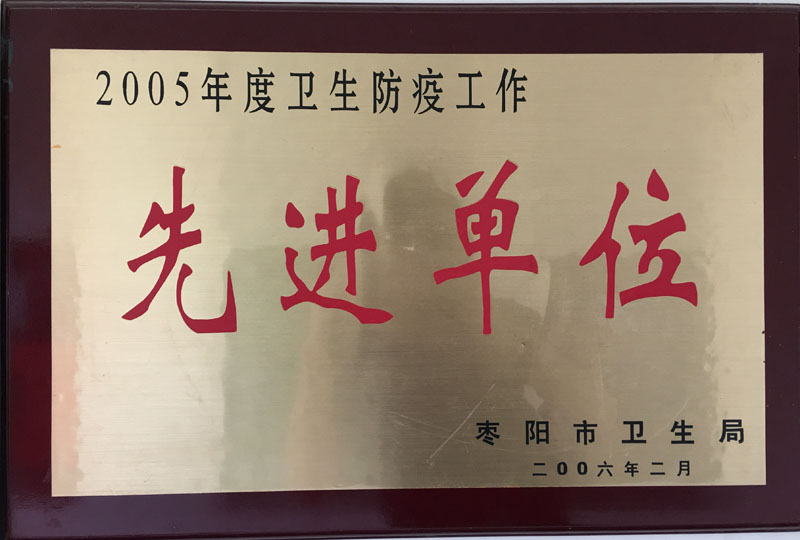 2005年度卫生防疫工作
先进单位
枣阳市卫生局
二00六年二月